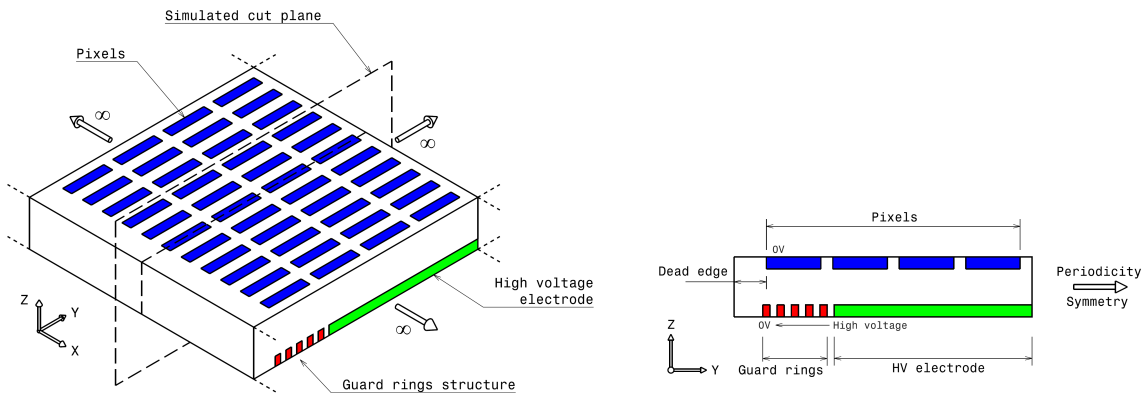 Simulated cut plane
Pixels
∞
∞
High voltage
electrode
∞
Z
Y
X
Guard rings structure
Pixels
0V
Dead edge
Periodicity
Symmetry
0V
High voltage
Z
Y
Guard rings
HV electrode